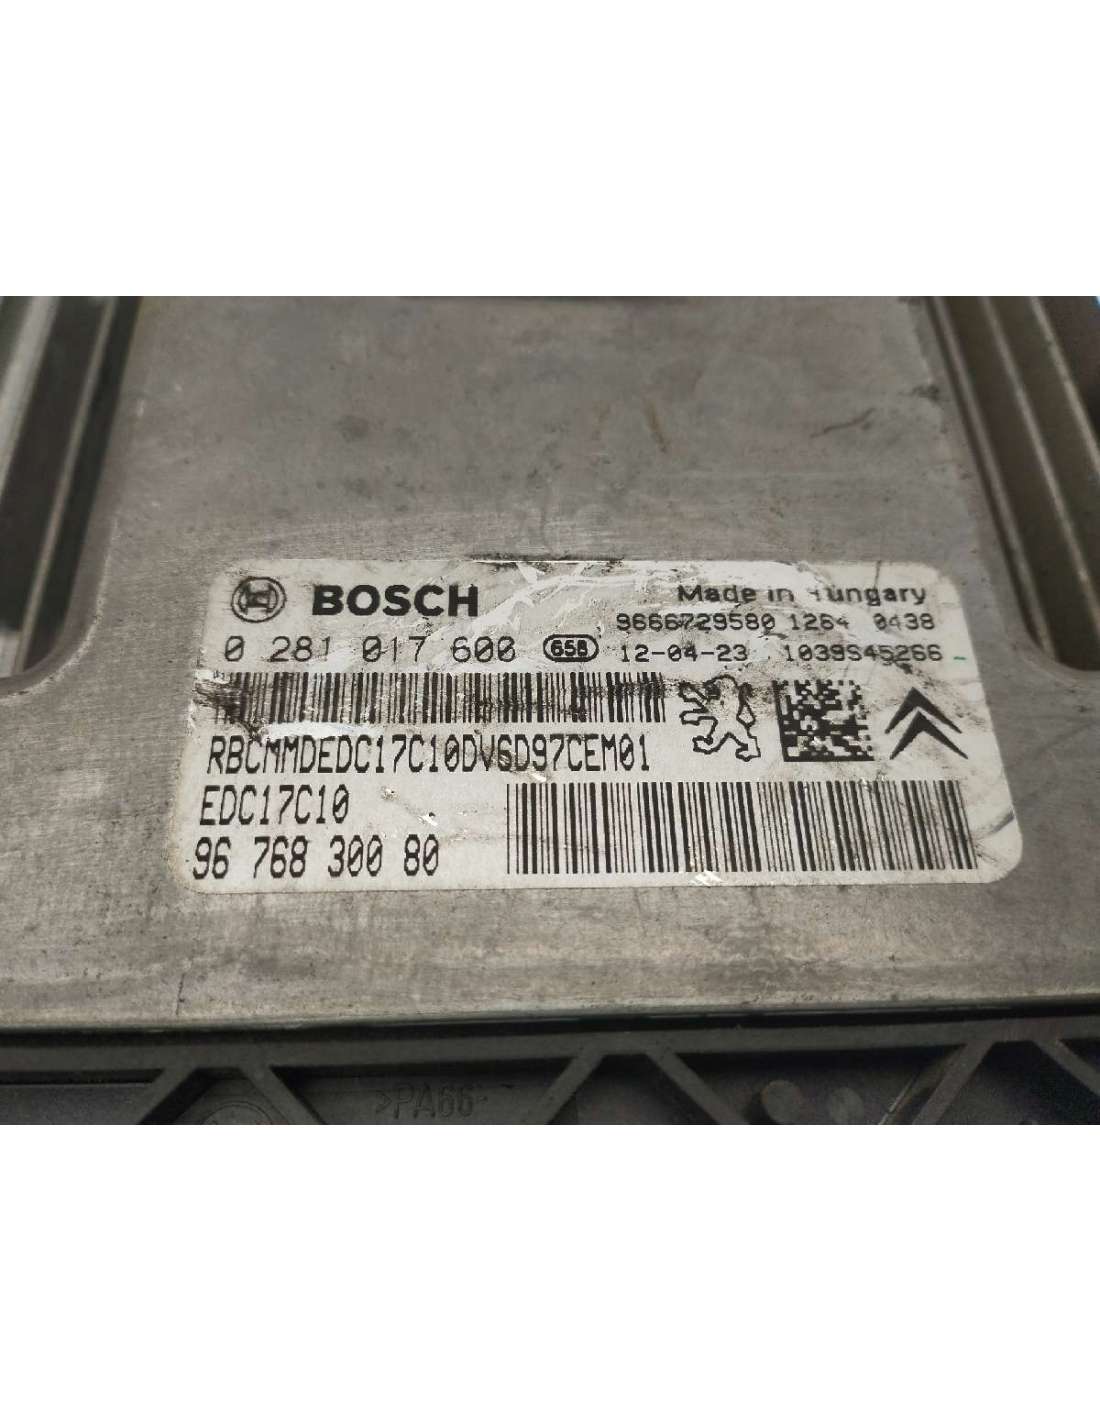 BOSCH
Made in Hungary
9666729580 1264 0438
0 281 017 600 658 12-04-23 1039S45266
RBCMMDEDC17C10DV6D97CEM01
EDC17C10
96 768 300 80
>PA66-